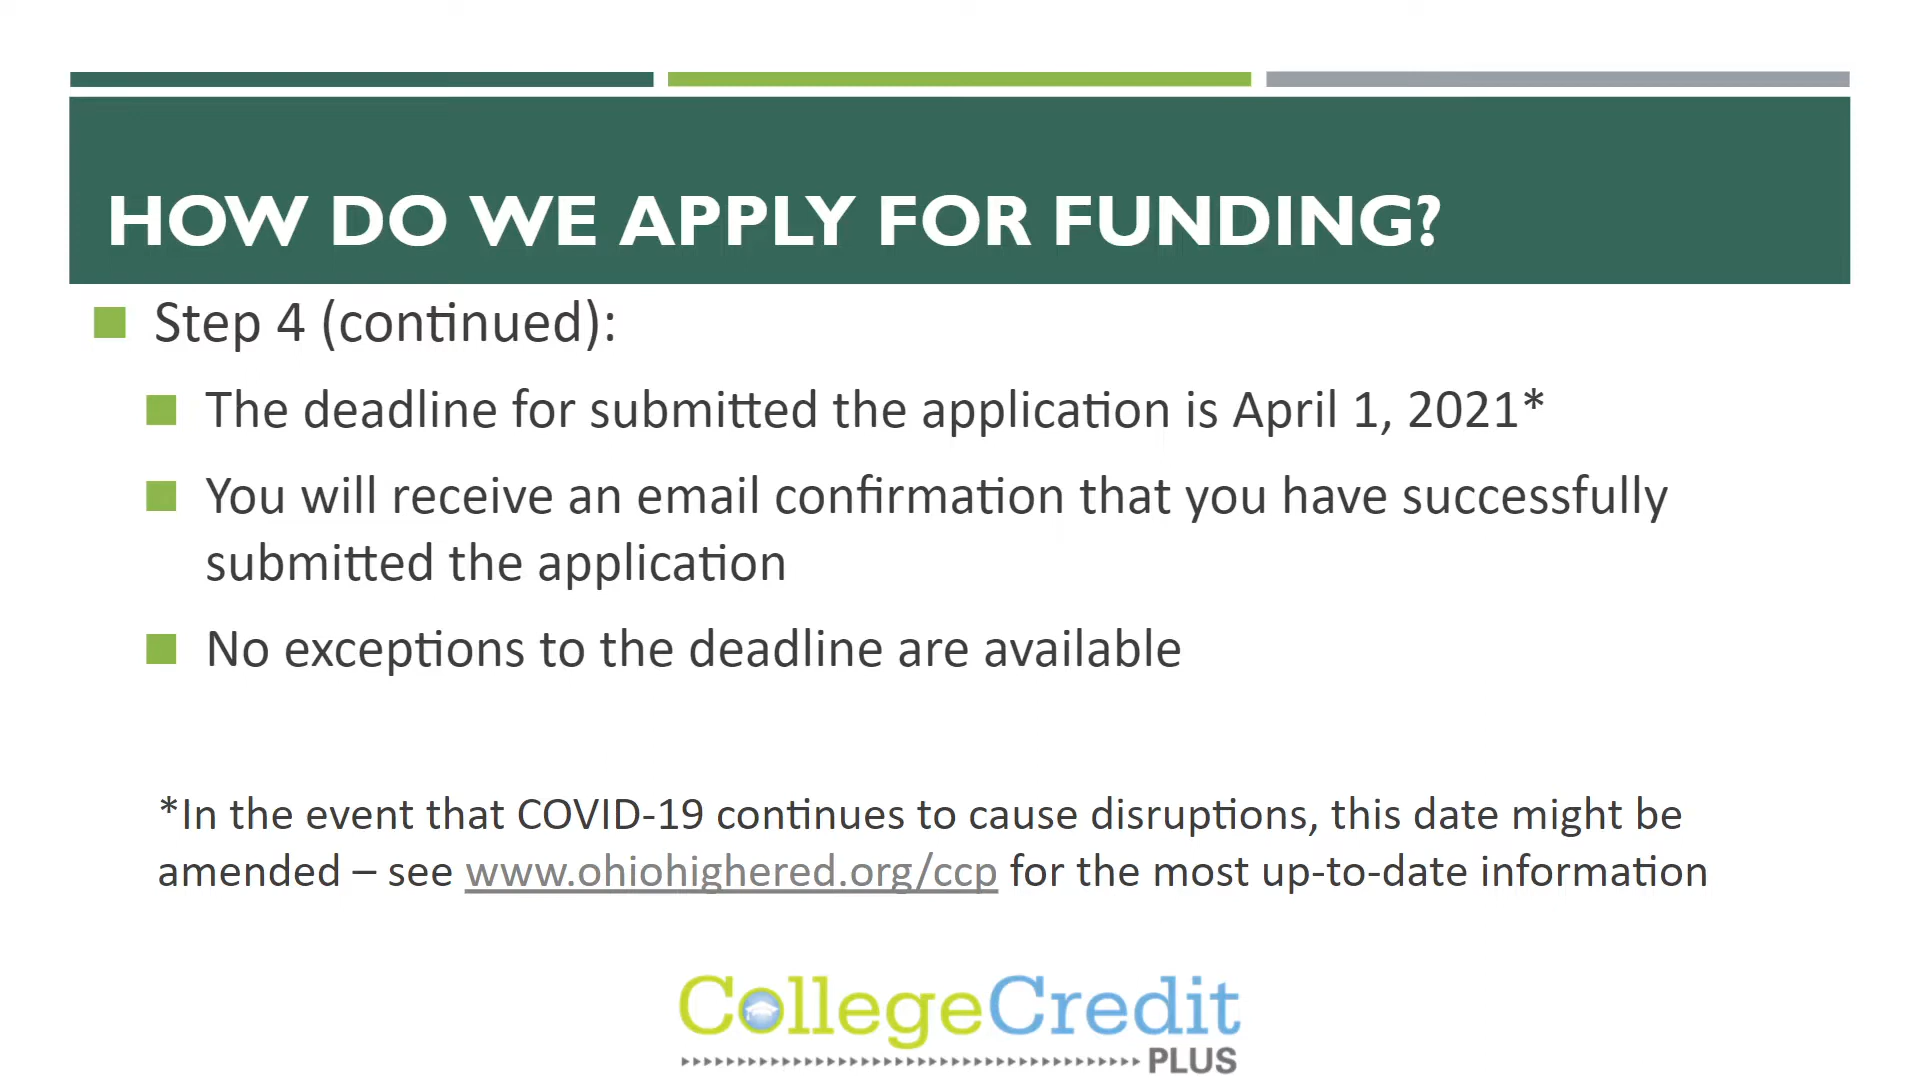 HOW DO WE APPLY FOR FUNDING?
Step 4 (continued):
The deadline for submitted the application is April 1, 2021*
You will receive an email confirmation that you have successfully
submitted the application
No exceptions to the deadline are available
*In the event that COVID-19 continues to cause disruptions, this date might be
amended – see www.ohiohighered.org/ccp for the most up-to-date information
CollegeCredit
PLUS